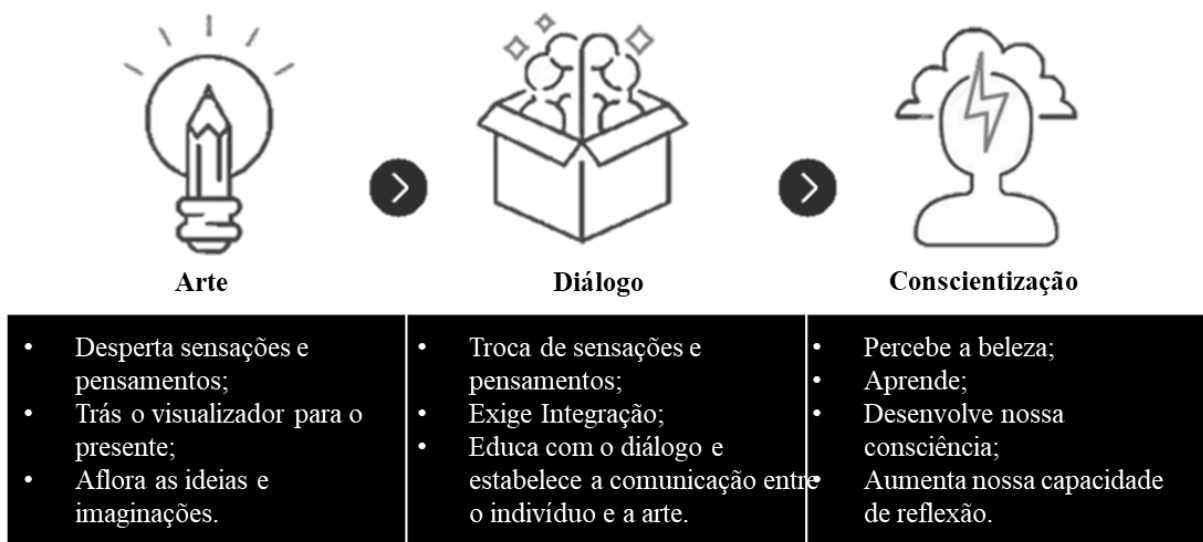 Arte
Diálogo
Conscientização
• Desperta sensações e
pensamentos;
• Trás o visualizador para o
presente;
• Aflora as ideias e
imaginações.
• Troca de sensações e
pensamentos;
• Exige Integração;
• Educa com o diálogo e
estabelece a comunicação entre
o indivíduo e a arte.
• Percebe a beleza;
• Aprende;
• Desenvolve nossa
consciência;
• Aumenta nossa capacidade
de reflexão.